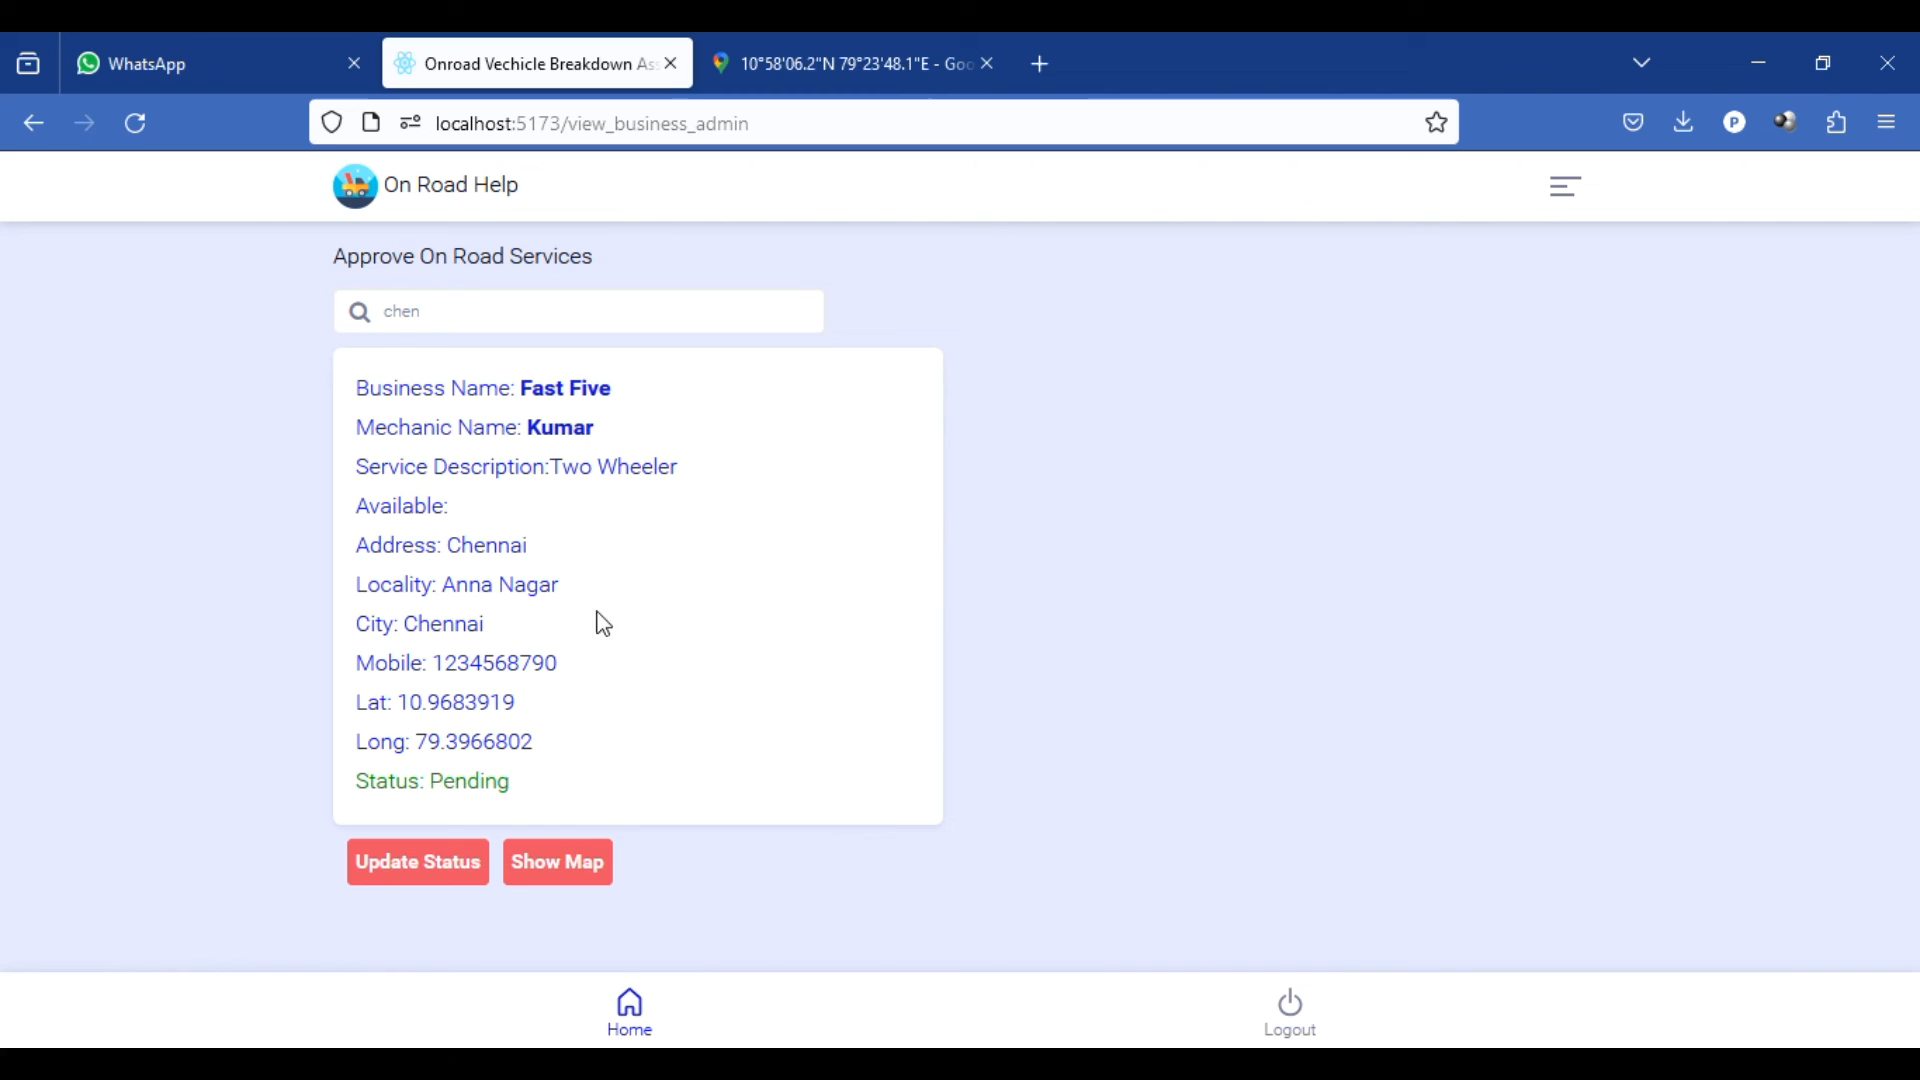 WhatsApp
Onroad Vechicle Breakdown As
10°58'06.2"N 79°23'48.1"E - Goo
localhost:5173/view_business_admin
P
On Road Help
Approve On Road Services
chen
Business Name: Fast Five
Mechanic Name: Kumar
Service Description:Two Wheeler
Available:
Address: Chennai
Locality: Anna Nagar
City: Chennai
Mobile: 1234568790
Lat: 10.9683919
Long: 79.3966802
Status: Pending
Update Status
Show Map
Home
Logout